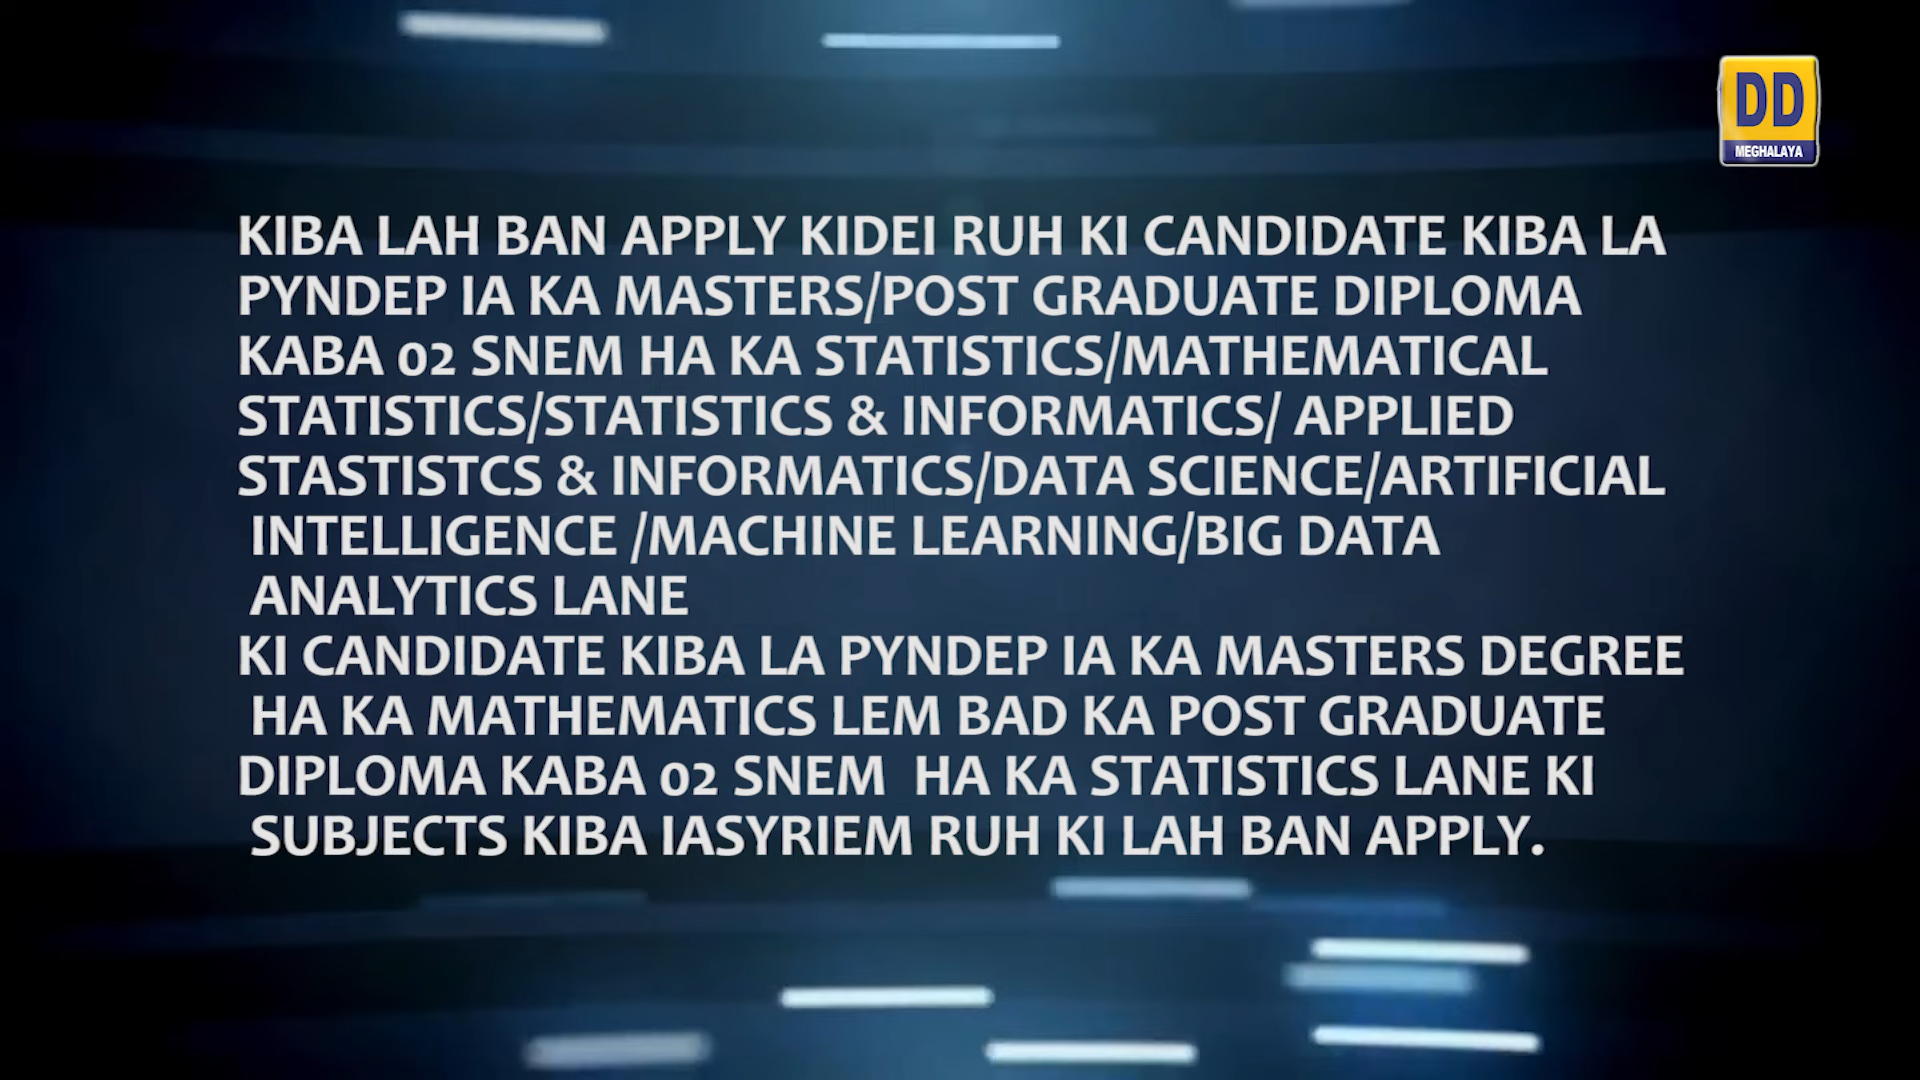 DD
MEGHALAYA
KIBA LAH BAN APPLY KIDEI RUH KI CANDIDATE KIBA LA
PYNDEP IA KA MASTERS/POST GRADUATE DIPLOMA
KABA 02 SNEM HA KA STATISTICS/MATHEMATICAL
STATISTICS/STATISTICS & INFORMATICS/ APPLIED
STASTISTCS & INFORMATICS/DATA SCIENCE/ARTIFICIAL
INTELLIGENCE /MACHINE LEARNING/BIG DATA
ANALYTICS LANE
KI CANDIDATE KIBA LA PYNDEP IA KA MASTERS DEGREE
HA KA MATHEMATICS LEM BAD KA POST GRADUATE
DIPLOMA KABA 02 SNEM  HA KA STATISTICS LANE KI
SUBJECTS KIBA IASYRIEM RUH KI LAH BAN APPLY.